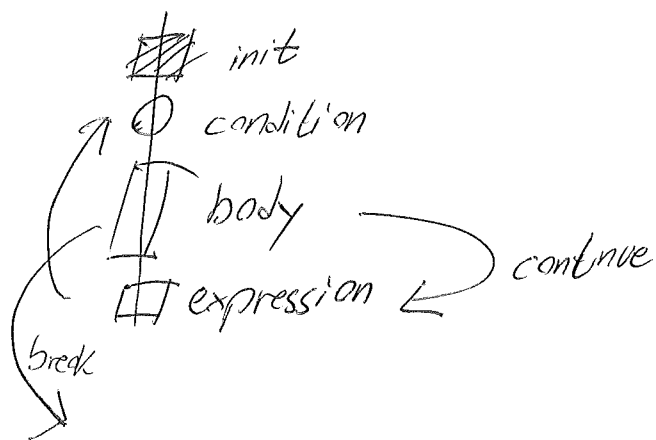 init
condition
body
continue
expression
break